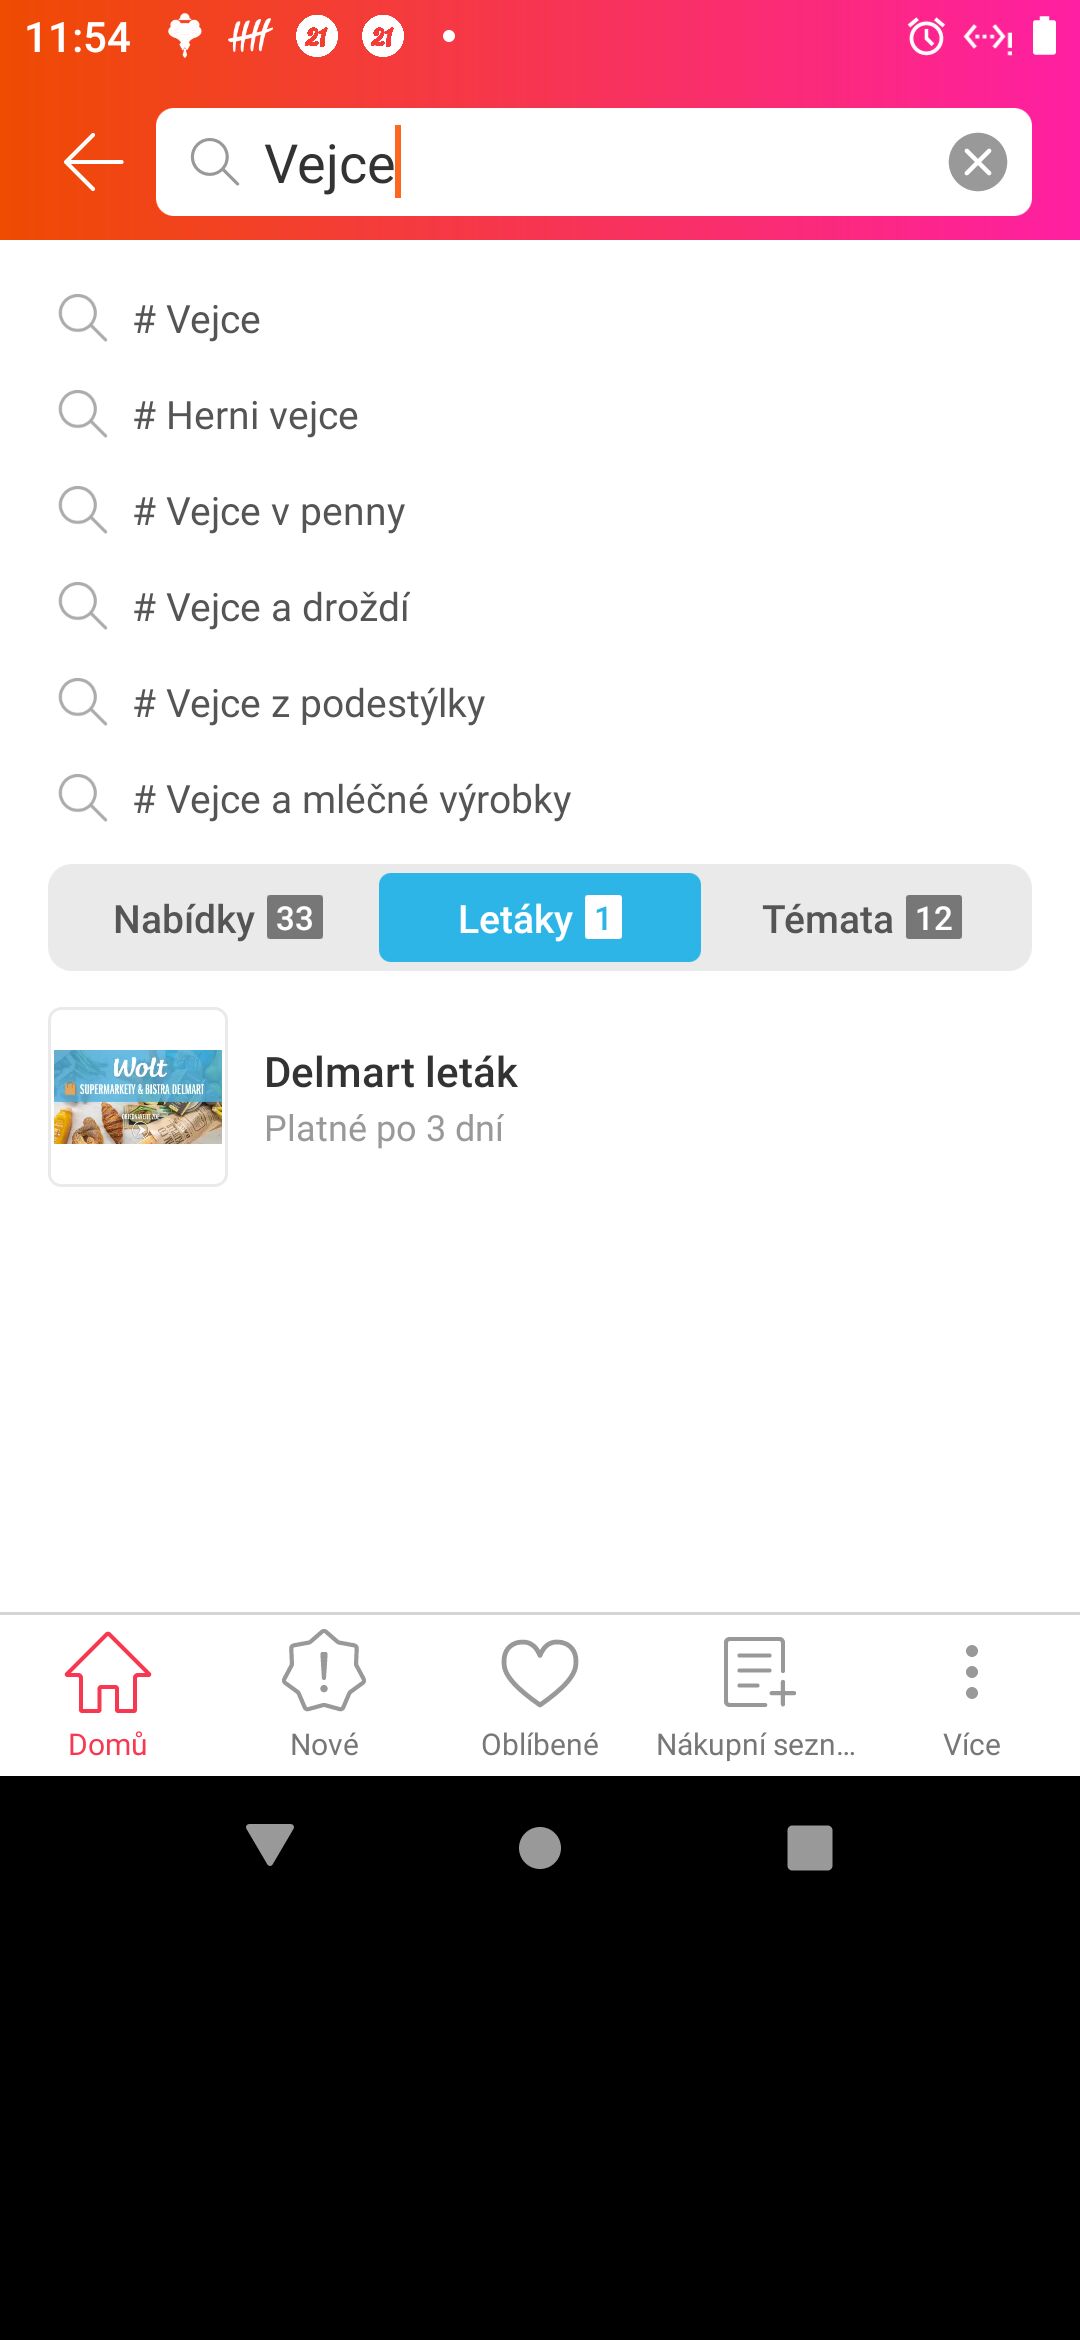 11:54
Vejce
# Vejce
# Herni vejce
# Vejce v penny
# Vejce a droždí
# Vejce z podestýlky
# Vejce a mléčné výrobky
Nabídky 33
Letáky 1
Témata 12
Wolt
SUPERMARKETY & BISTRA DELMART
Delmart leták
Platné po 3 dní
Domů
Nové
Oblíbené
Nákupní sezn...
Více